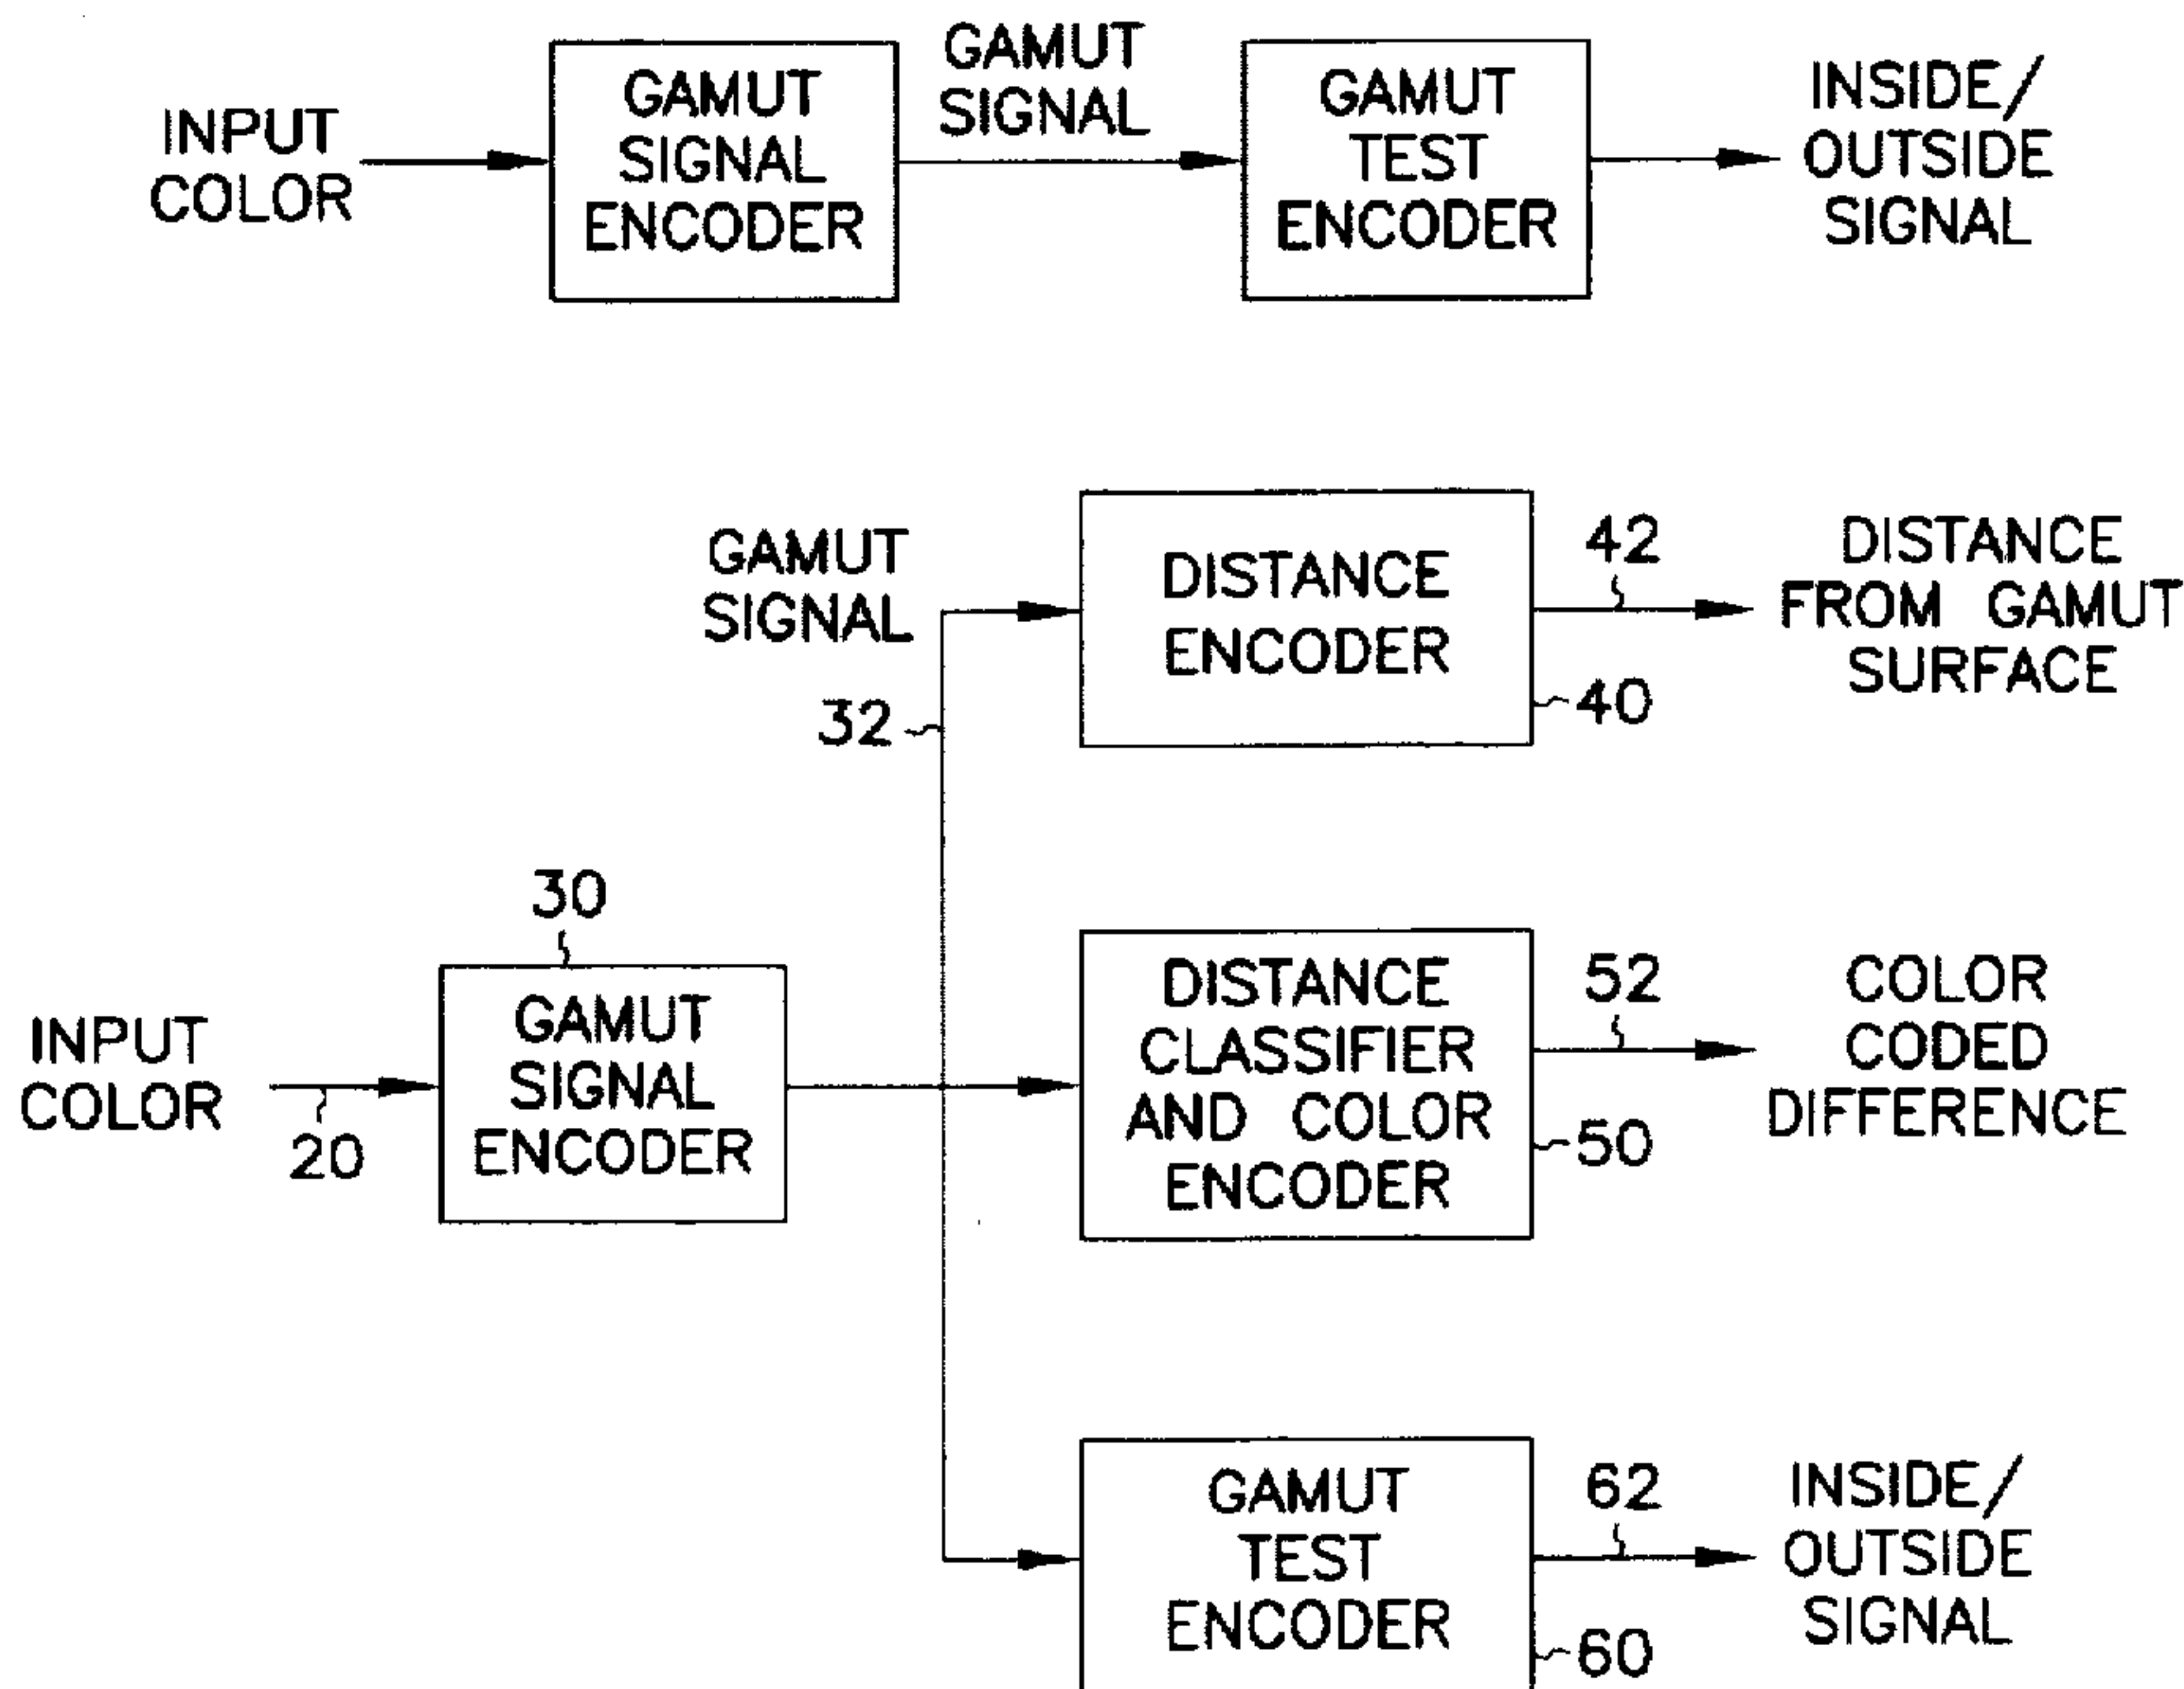 INPUT
COLOR
GAMUT
SIGNAL
ENCODER
GAMUT
SIGNAL
GAMUT
TEST
ENCODER
INSIDE/
OUTSIDE
SIGNAL
GAMUT
SIGNAL
32
DISTANCE
ENCODER
40
42
DISTANCE
FROM GAMUT
SURFACE
INPUT
COLOR
20
30
GAMUT
SIGNAL
ENCODER
DISTANCE
CLASSIFIER
AND COLOR
ENCODER
50
52
COLOR
CODED
DIFFERENCE
GAMUT
TEST
ENCODER
60
62
INSIDE/
OUTSIDE
SIGNAL